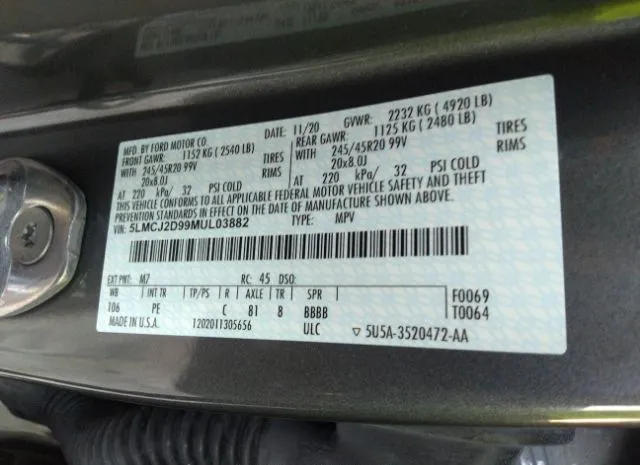 MFD. BY FORD MOTOR CO. DATE: 11/20 GVWR: 2232 KG ( 4920 LB)
FRONT GAWR: 1152 KG ( 2540 LB) REAR GAWR: 1125 KG ( 2480 LB)
WITH 245/45R20 99V TIRES WITH 245/45R20 99V TIRES
20x8.0J RIMS 20x8.0J RIMS
AT 220 kPa/ 32 PSI COLD AT 220 kPa/ 32 PSI COLD
THIS VEHICLE CONFORMS TO ALL APPLICABLE FEDERAL MOTOR VEHICLE SAFETY AND THEFT
PREVENTION STANDARDS IN EFFECT ON THE DATE OF MANUFACTURE SHOWN ABOVE.
VIN: 5LMCJ2D99MUL03882 TYPE: MPV
EXT PNT: M7 RC: 45 DSO: F0069
WB INT TR TP/PS R AXLE TR SPR T0064
106 PE C 81 8 BBBB
MADE IN U.S.A. 1202011305656 ULC 5U5A-3520472-AA